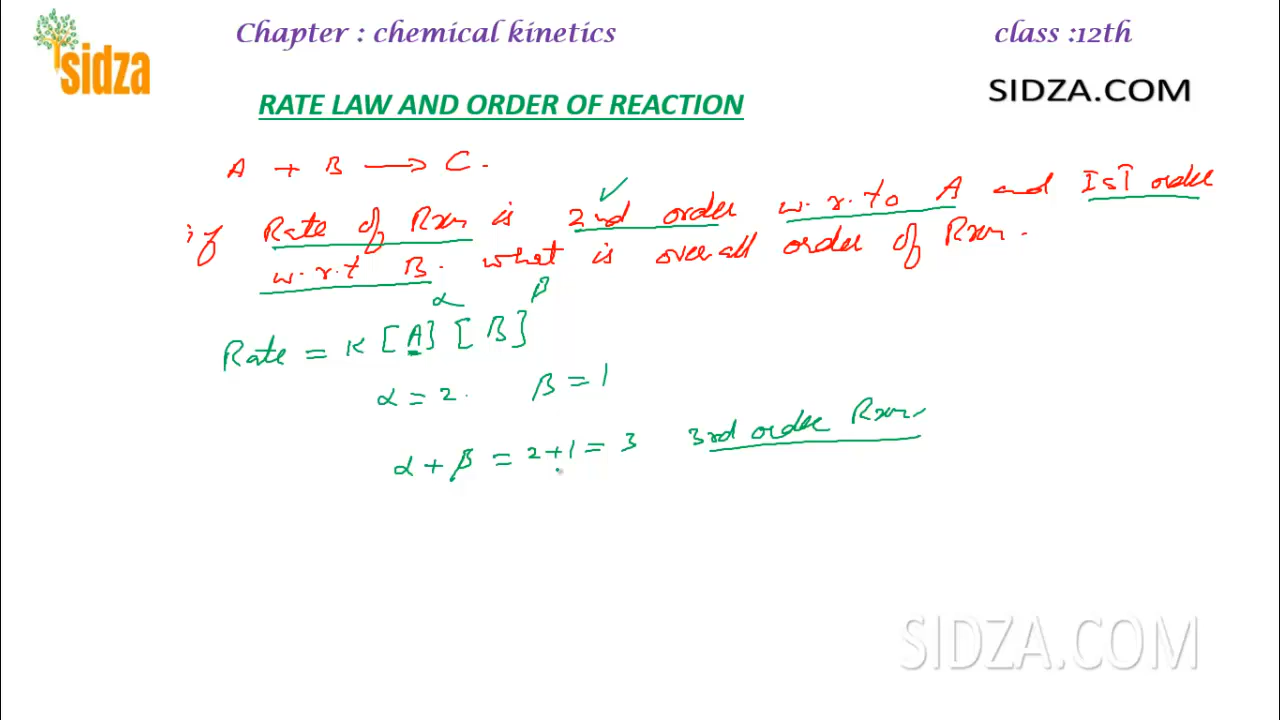 sidza
Chapter : chemical kinetics
class :12th
SIDZA.COM
RATE LAW AND ORDER OF REACTION
A + B → C.
if Rate of Rxn is 2nd order w.r.to A and IsT order
w.r.t B. what is overall order of Rxn.
Rate = K [A]^α [B]^β
α = 2. β = 1
α + β = 2+1 = 3 3rd order Rxn
SIDZA.COM